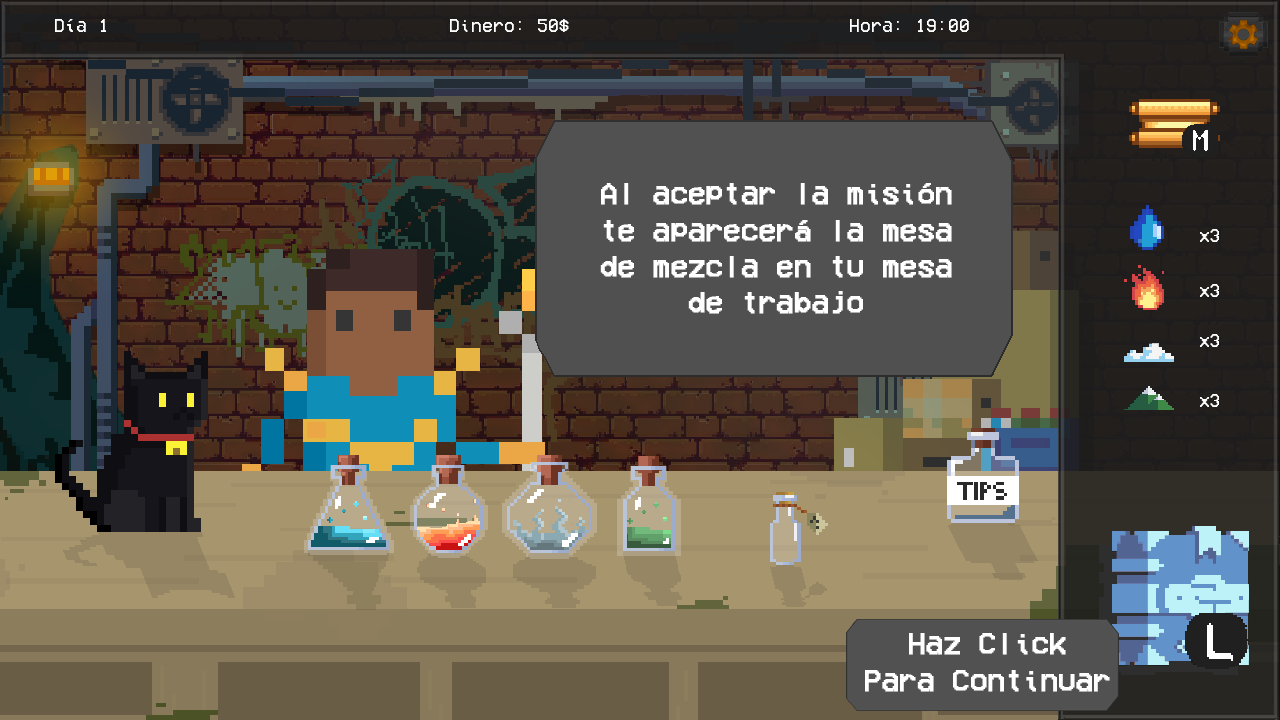 Día 1
Dinero: 50$
Hora: 19:00
M
Al aceptar la misión
te aparecerá la mesa
de mezcla en tu mesa
de trabajo
x3
x3
x3
x3
TIPS
L
Haz Click
Para Continuar